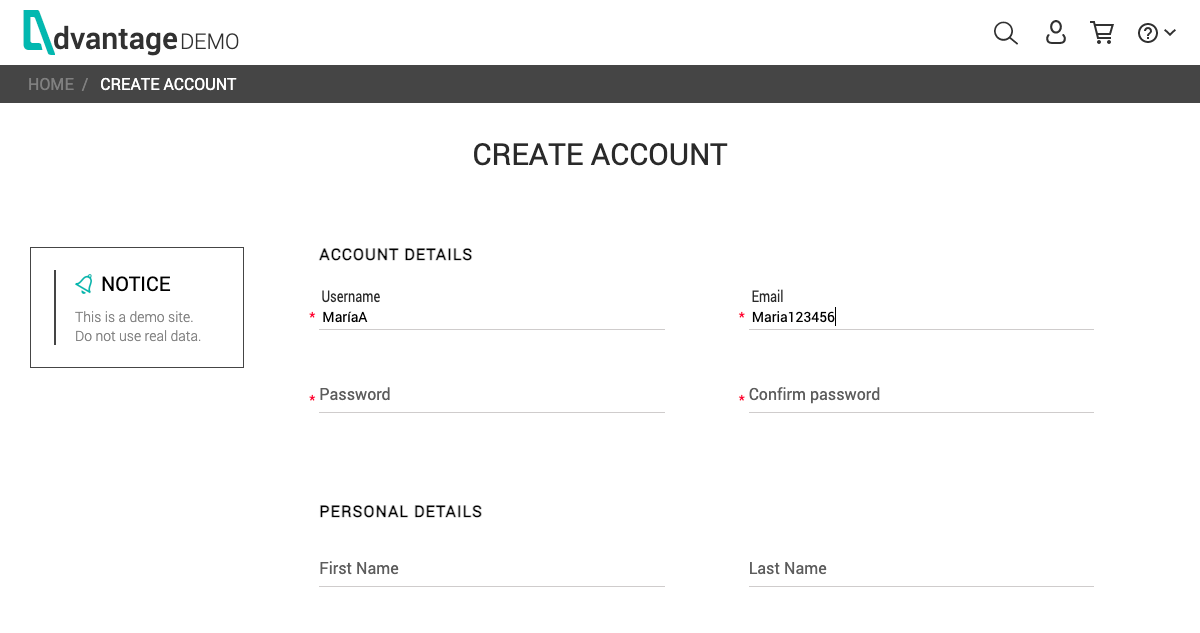 dvantage DEMO
HOME / CREATE ACCOUNT
CREATE ACCOUNT
NOTICE
This is a demo site.
Do not use real data.
ACCOUNT DETAILS
Username
* MaríaA
Email
* Maria123456
* Password
* Confirm password
PERSONAL DETAILS
First Name
Last Name